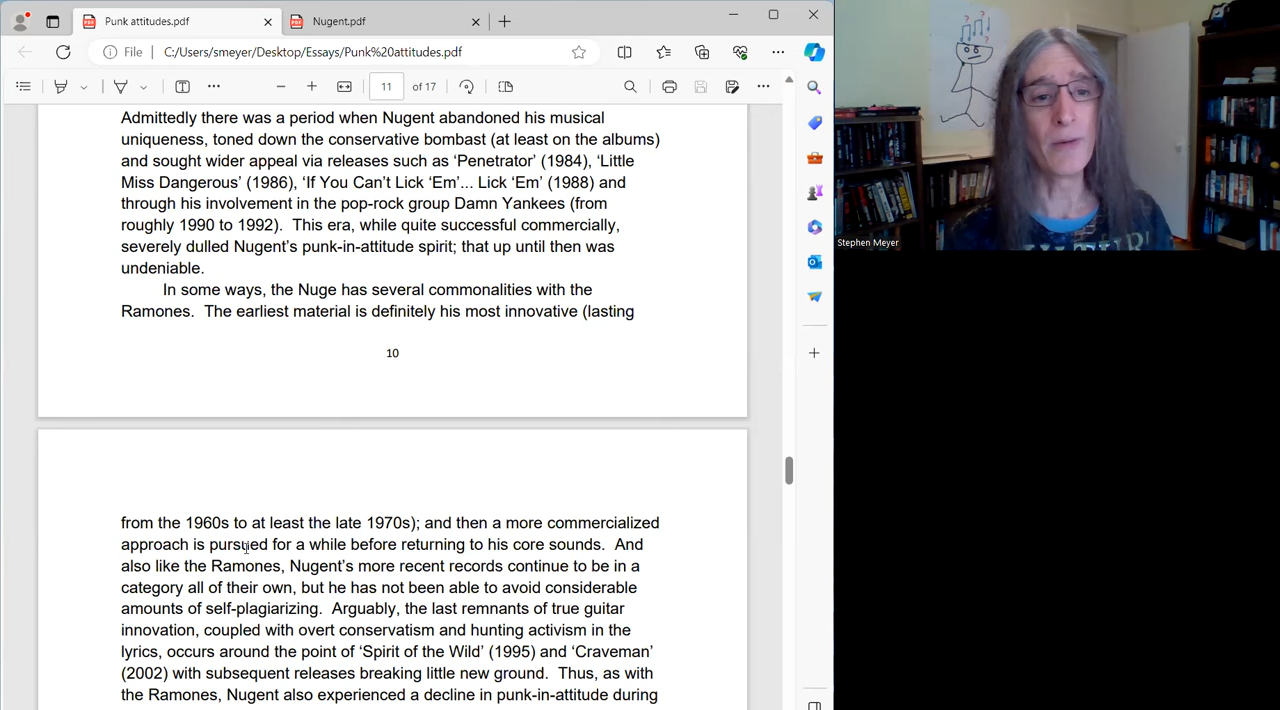 Punk attitudes.pdf
Nugent.pdf
File
C:/Users/smeyer/Desktop/Essays/Punk%20attitudes.pdf
11 of 17
Admittedly there was a period when Nugent abandoned his musical
uniqueness, toned down the conservative bombast (at least on the albums)
and sought wider appeal via releases such as ‘Penetrator’ (1984), ‘Little
Miss Dangerous’ (1986), ‘If You Can’t Lick ‘Em’... Lick ‘Em’ (1988) and
through his involvement in the pop-rock group Damn Yankees (from
roughly 1990 to 1992).  This era, while quite successful commercially,
severely dulled Nugent’s punk-in-attitude spirit; that up until then was
undeniable.
In some ways, the Nuge has several commonalities with the
Ramones.  The earliest material is definitely his most innovative (lasting
10
from the 1960s to at least the late 1970s); and then a more commercialized
approach is pursued for a while before returning to his core sounds.  And
also like the Ramones, Nugent’s more recent records continue to be in a
category all of their own, but he has not been able to avoid considerable
amounts of self-plagiarizing.  Arguably, the last remnants of true guitar
innovation, coupled with overt conservatism and hunting activism in the
lyrics, occurs around the point of ‘Spirit of the Wild’ (1995) and ‘Craveman’
(2002) with subsequent releases breaking little new ground.  Thus, as with
the Ramones, Nugent also experienced a decline in punk-in-attitude during
Stephen Meyer